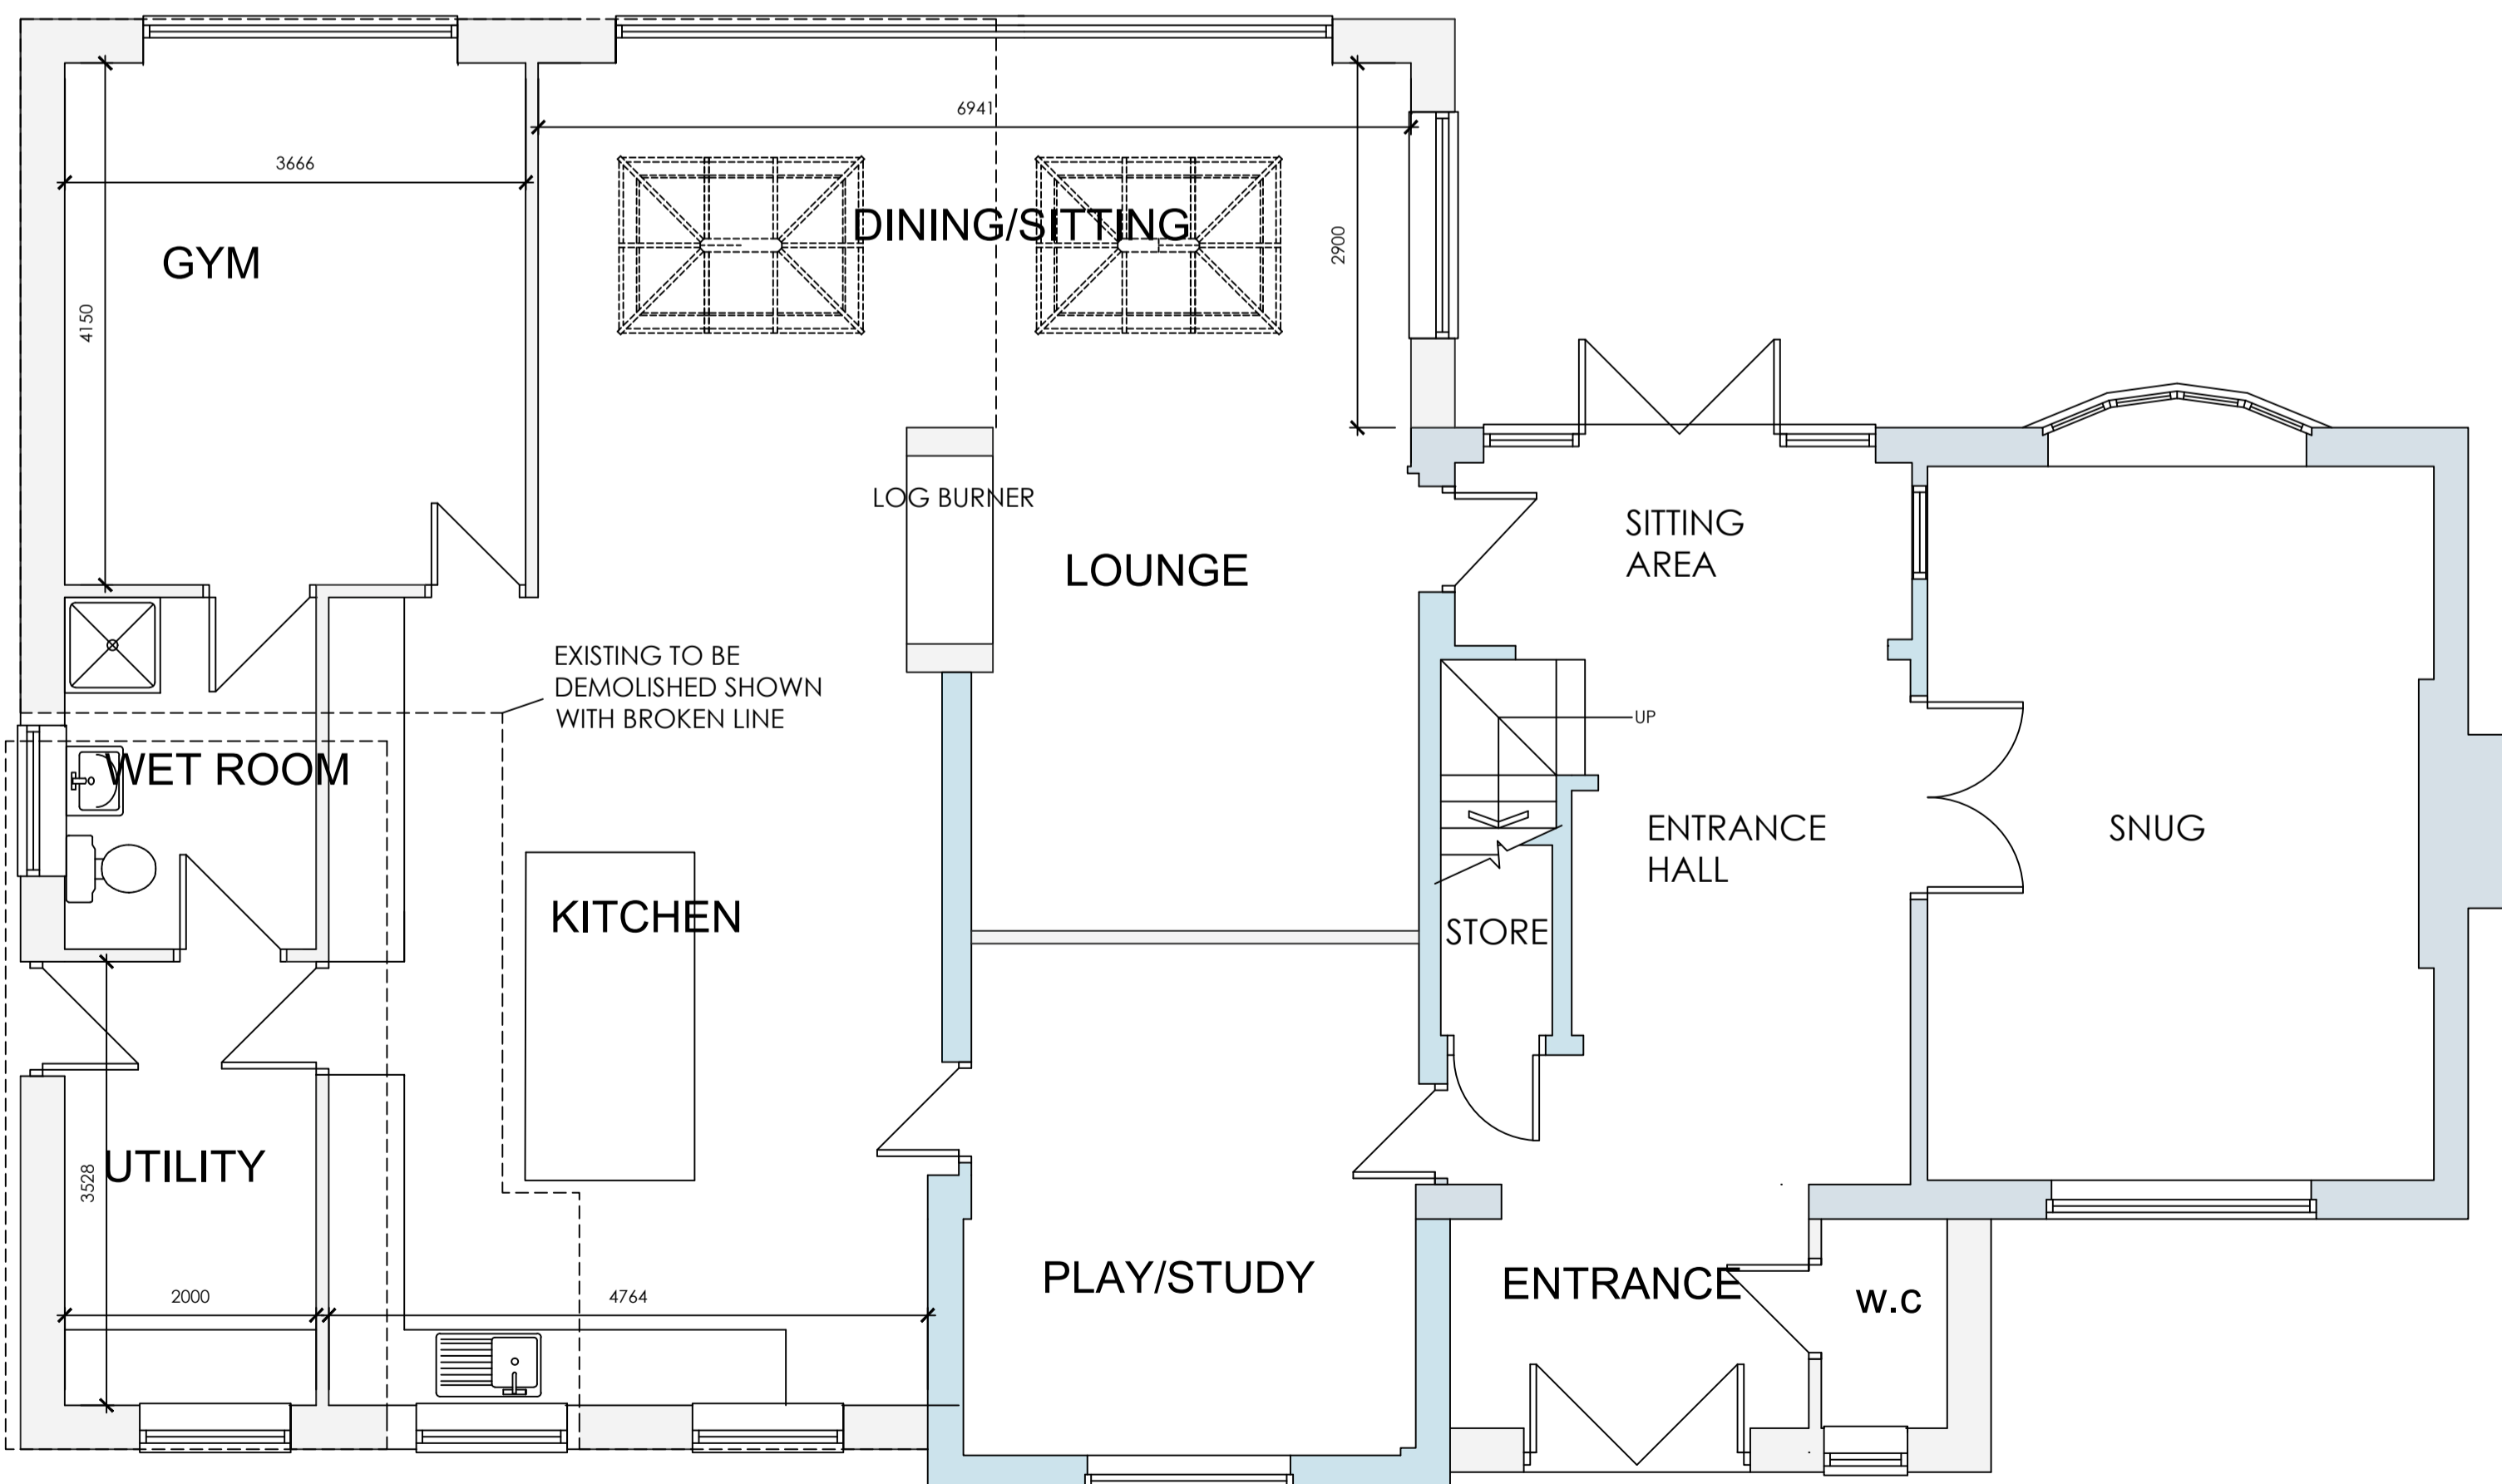 6941
3666
DINING/SITTING
GYM
2900
4150
LOG BURNER
SITTING
AREA
LOUNGE
EXISTING TO BE
DEMOLISHED SHOWN
WITH BROKEN LINE
UP
WET ROOM
ENTRANCE
HALL
SNUG
KITCHEN
STORE
UTILITY
3528
PLAY/STUDY
ENTRANCE
w.c
2000
4764